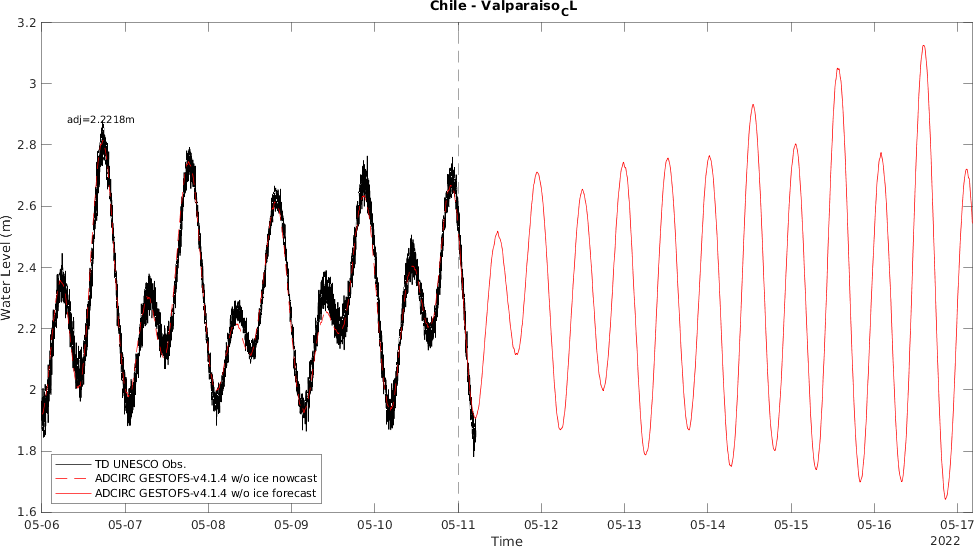 Chile - Valparaiso_CL
adj=2.2218m
3.2
3
2.8
2.6
2.4
2.2
2
1.8
1.6
Water Level (m)
TD UNESCO Obs.
ADCIRC GESTOFS-v4.1.4 w/o ice nowcast
ADCIRC GESTOFS-v4.1.4 w/o ice forecast
05-06 05-07 05-08 05-09 05-10 05-11 05-12 05-13 05-14 05-15 05-16 05-17
Time
2022